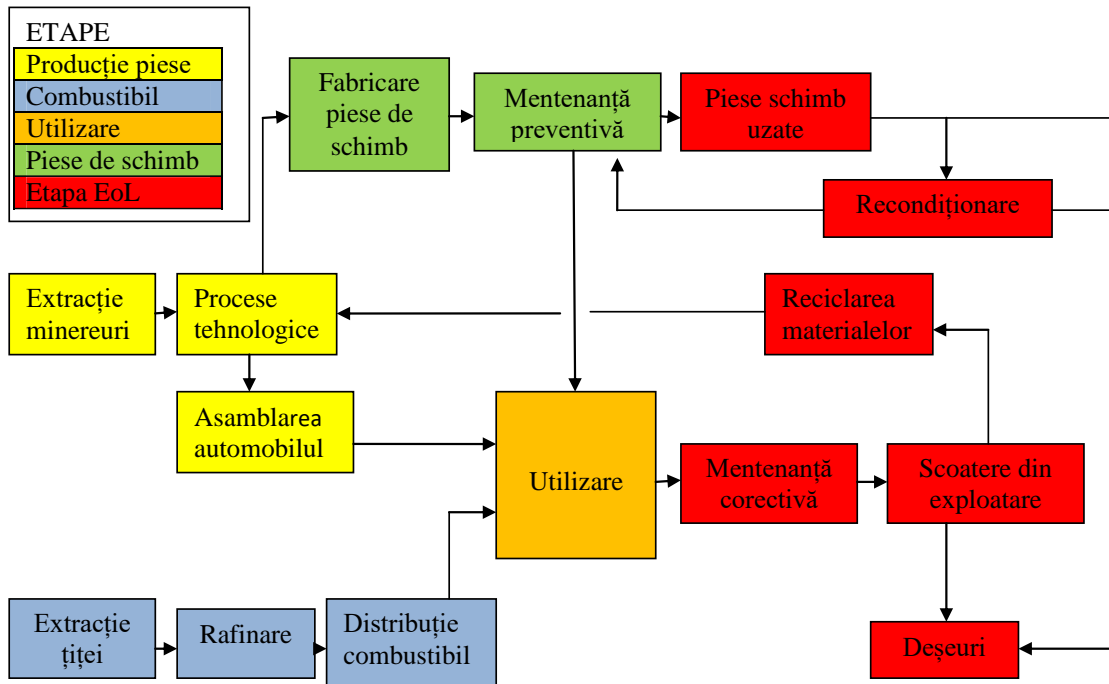 ETAPE
Producție piese
Combustibil
Utilizare
Piese de schimb
Etapa EoL
Fabricare
piese de
schimb
Mentenanță
preventivă
Piese schimb
uzate
Recondiționare
Extracție
minereuri
Procese
tehnologice
Reciclarea
materialelor
Asamblarea
automobilul
Utilizare
Mentenanță
corectivă
Scoatere din
exploatare
Extracție
țiței
Rafinare
Distribuție
combustibil
Deșeuri